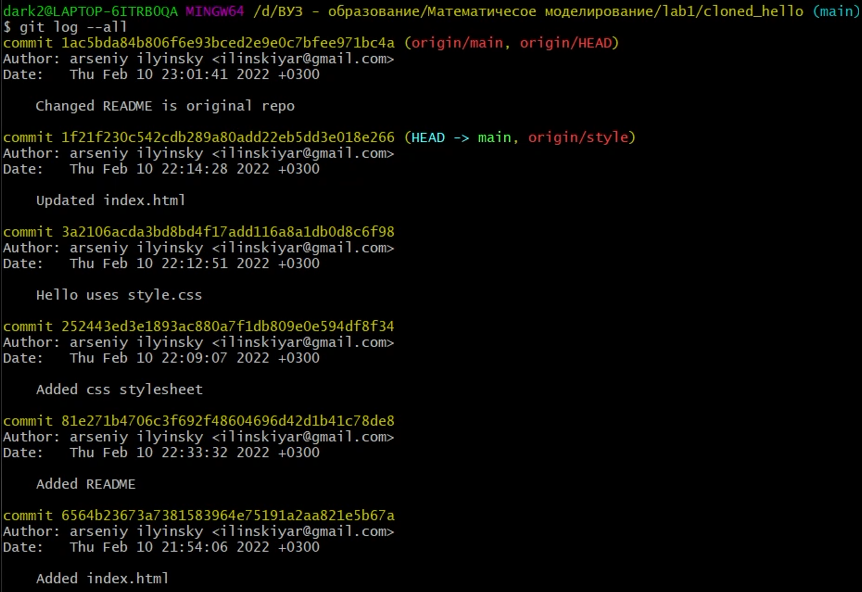 dark2@LAPTOP-6ITRBOQA MINGW64 /d/ВУЗ - образование/Математичесое моделирование/lab1/cloned_hello (main)
$ git log --all
commit 1ac5bda84b806f6e93bced2e9e0c7bfee971bc4a (origin/main, origin/HEAD)
Author: arseniy ilyinsky <ilinskiyar@gmail.com>
Date:   Thu Feb 10 23:01:41 2022 +0300
    Changed README is original repo
commit 1f21f230c542cdb289a80add22eb5dd3e018e266 (HEAD -> main, origin/style)
Author: arseniy ilyinsky <ilinskiyar@gmail.com>
Date:   Thu Feb 10 22:14:28 2022 +0300
    Updated index.html
commit 3a2106acda3bd8bd4f17add116a8a1db0d8c6f98
Author: arseniy ilyinsky <ilinskiyar@gmail.com>
Date:   Thu Feb 10 22:12:51 2022 +0300
    Hello uses style.css
commit 252443ed3e1893ac880a7f1db809e0e594df8f34
Author: arseniy ilyinsky <ilinskiyar@gmail.com>
Date:   Thu Feb 10 22:09:07 2022 +0300
    Added css stylesheet
commit 81e271b4706c3f692f48604696d42d1b41c78de8
Author: arseniy ilyinsky <ilinskiyar@gmail.com>
Date:   Thu Feb 10 22:33:32 2022 +0300
    Added README
commit 6564b23673a7381583964e75191a2aa821e5b67a
Author: arseniy ilyinsky <ilinskiyar@gmail.com>
Date:   Thu Feb 10 21:54:06 2022 +0300
    Added index.html